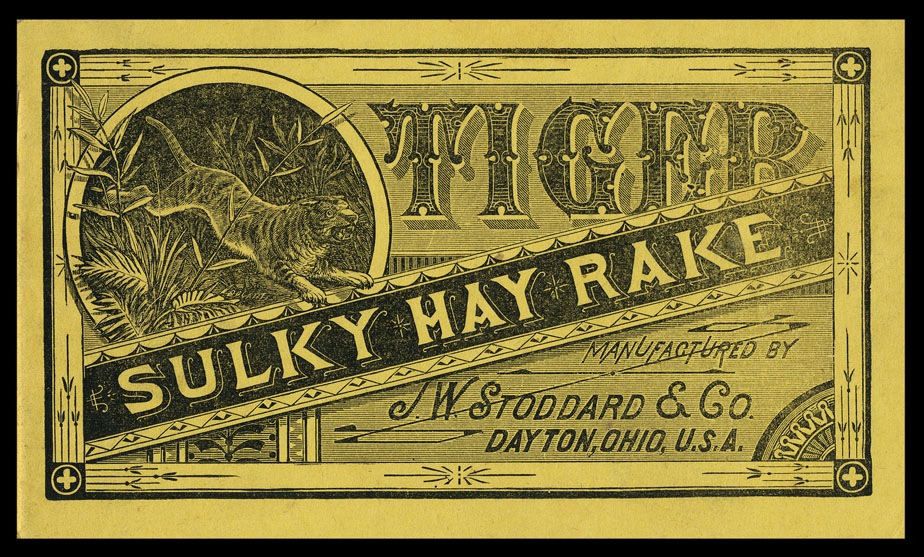 TIGER
SULKY HAY RAKE
MANUFACTURED BY
J.W. STODDARD & CO.
DAYTON, OHIO, U.S.A.